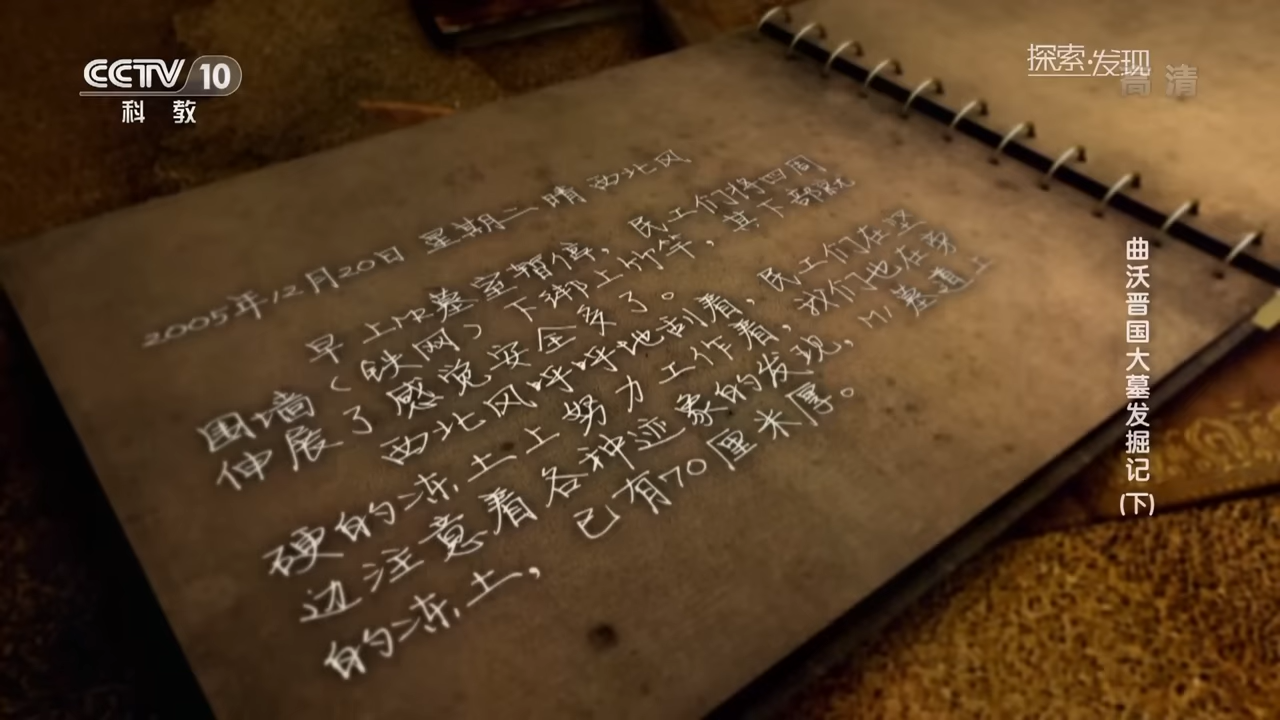 CCTV 10
科教
探索·发现
高清
2005年12月20日 星期二 晴 西北风
早上M2墓室暂停，民工们将四周
围墙（铁网）下绑上竹竿，其下部就
伸展了感觉安全多了。
西北风呼呼地刮着，民工们在坚
硬的冻土上努力工作着，我们也在旁
边注意着各种迹象的发现，M1墓道上
的冻土，已有70厘米厚。
曲沃晋国大墓发掘记(下)